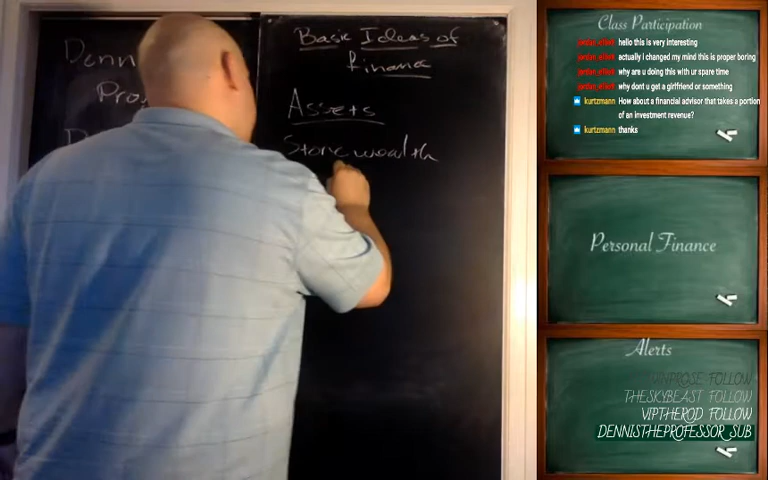 Basic Ideas of
finance
Assets
Store wealth
Class Participation
hello this is very interesting
actually I changed my mind this is proper boring
why are u doing this with ur spare time
why dont u get a girlfriend or something
kurtzmann How about a financial advisor that takes a portion
of an investment revenue?
kurtzmann thanks
Personal Finance
Alerts
THESKYBEAST FOLLOW
VIPTHEROD FOLLOW
DENNISTHEPROFESSOR SUB